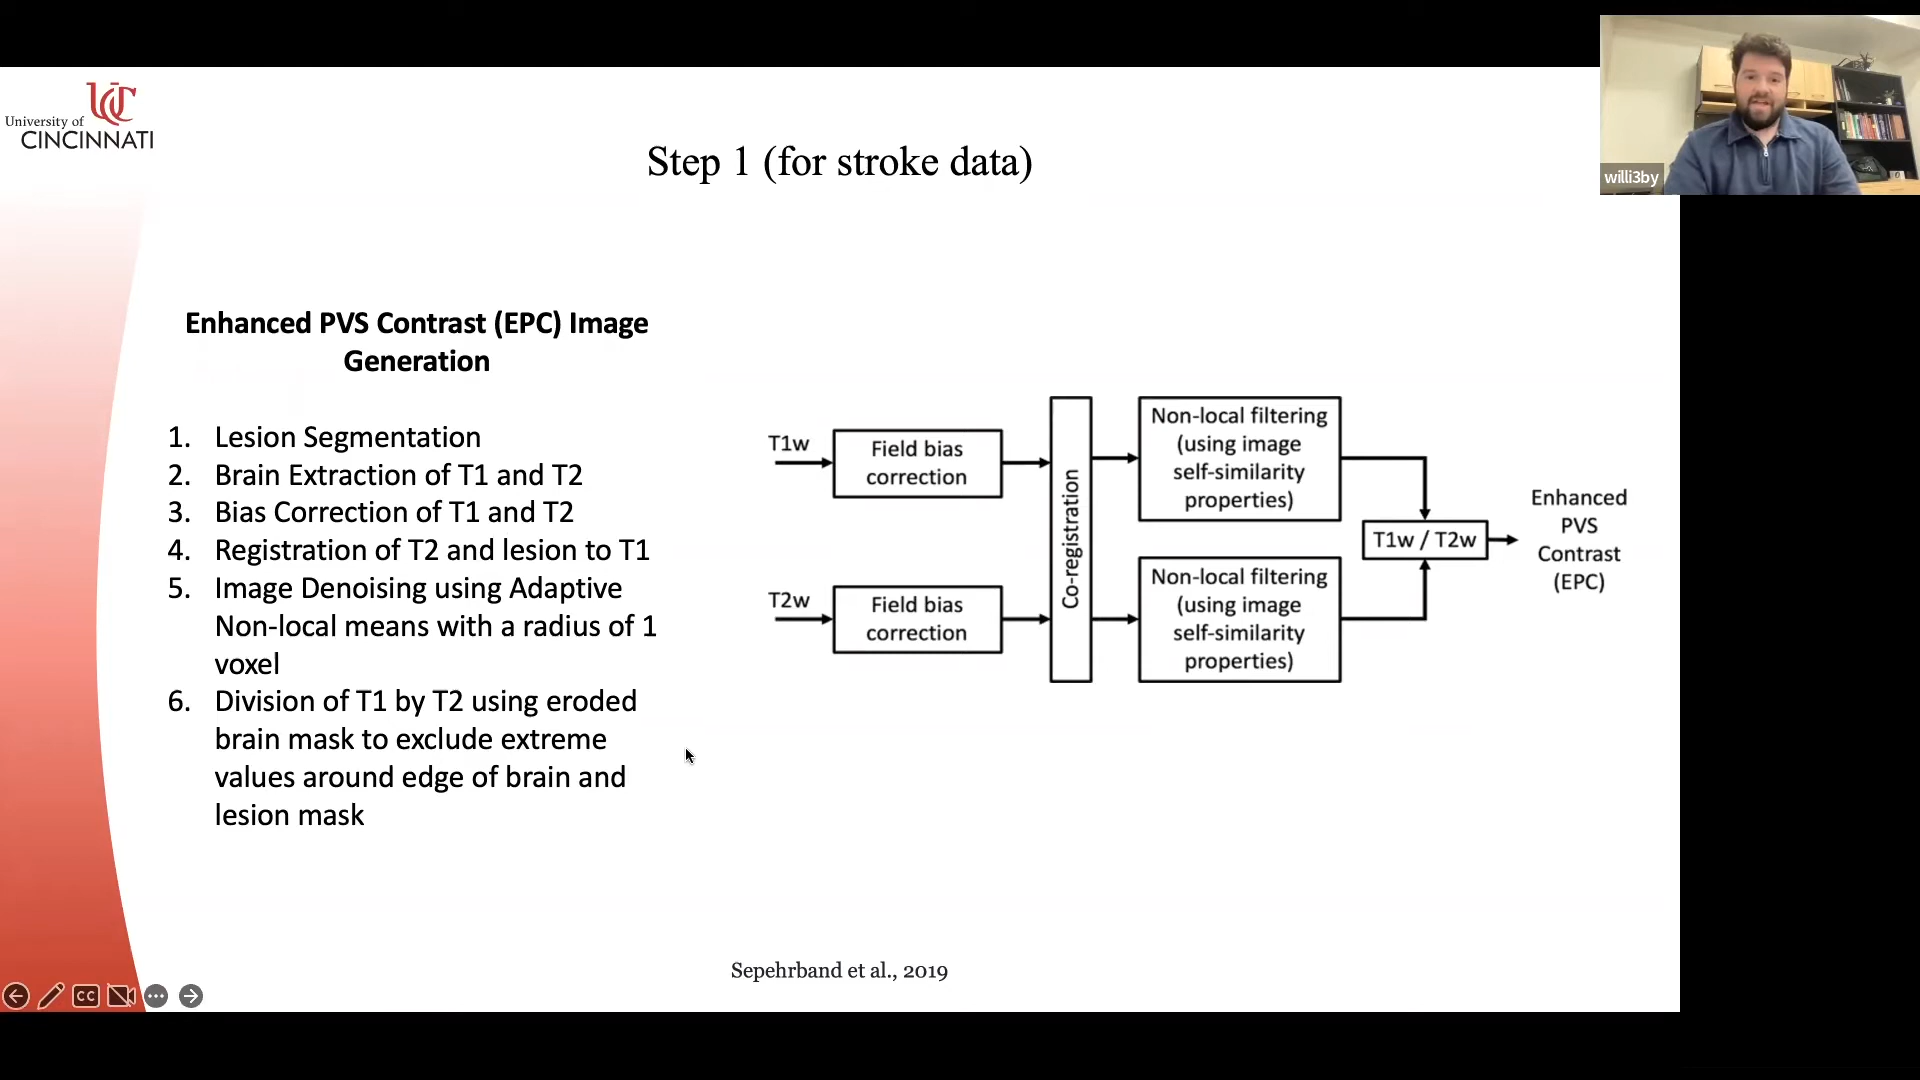 University of
CINCINNATI
Step 1 (for stroke data)
willi3by
Enhanced PVS Contrast (EPC) Image
Generation
1. Lesion Segmentation
2. Brain Extraction of T1 and T2
3. Bias Correction of T1 and T2
4. Registration of T2 and lesion to T1
5. Image Denoising using Adaptive
Non-local means with a radius of 1
voxel
6. Division of T1 by T2 using eroded
brain mask to exclude extreme
values around edge of brain and
lesion mask
T1w
Field bias
correction
T2w
Field bias
correction
Co-registration
Non-local filtering
(using image
self-similarity
properties)
Non-local filtering
(using image
self-similarity
properties)
T1w / T2w
Enhanced
PVS
Contrast
(EPC)
Sepehrband et al., 2019
CC